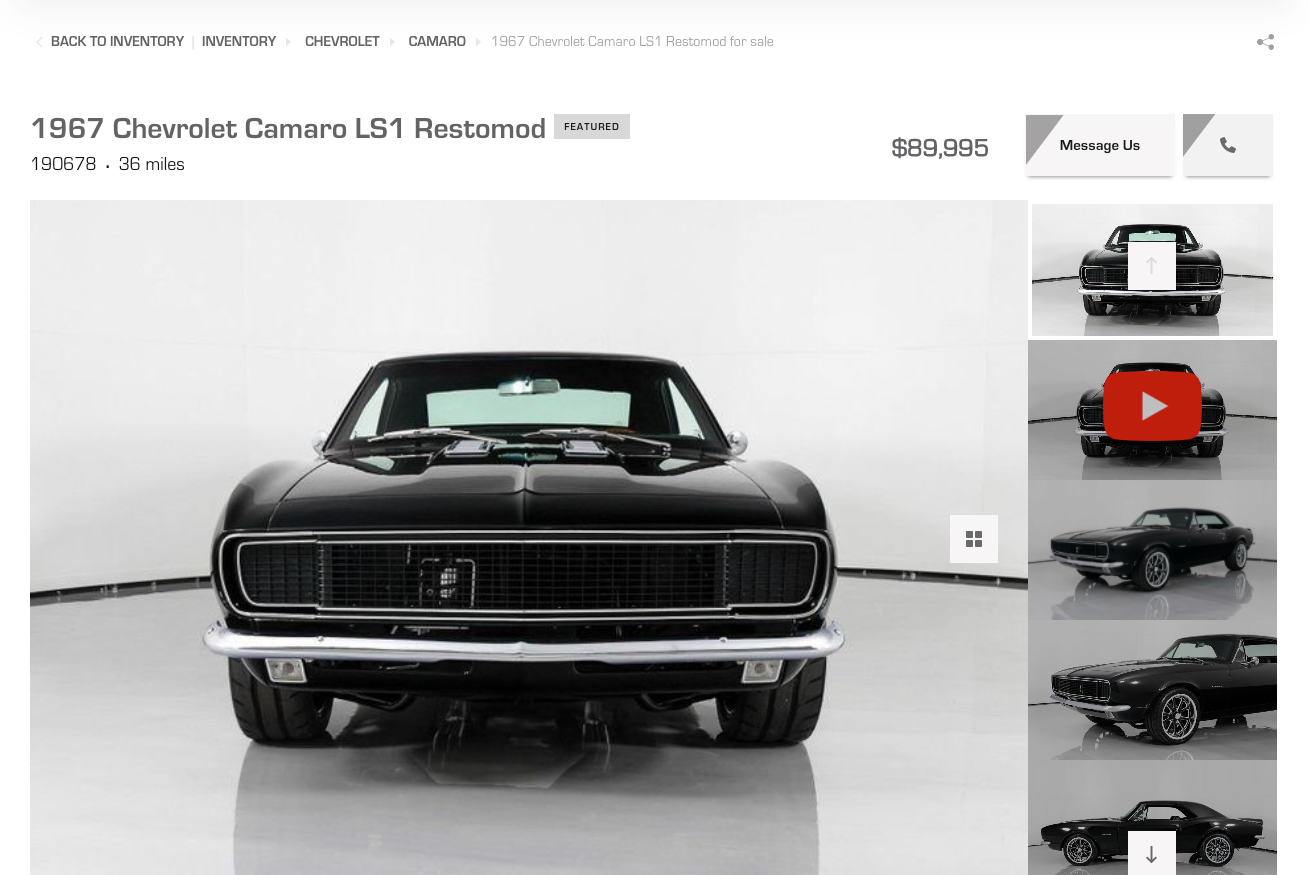 BACK TO INVENTORY | INVENTORY CHEVROLET CAMARO 1967 Chevrolet Camaro LS1 Restomod for sale
1967 Chevrolet Camaro LS1 Restomod FEATURED
190678 • 36 miles
$89,995
Message Us